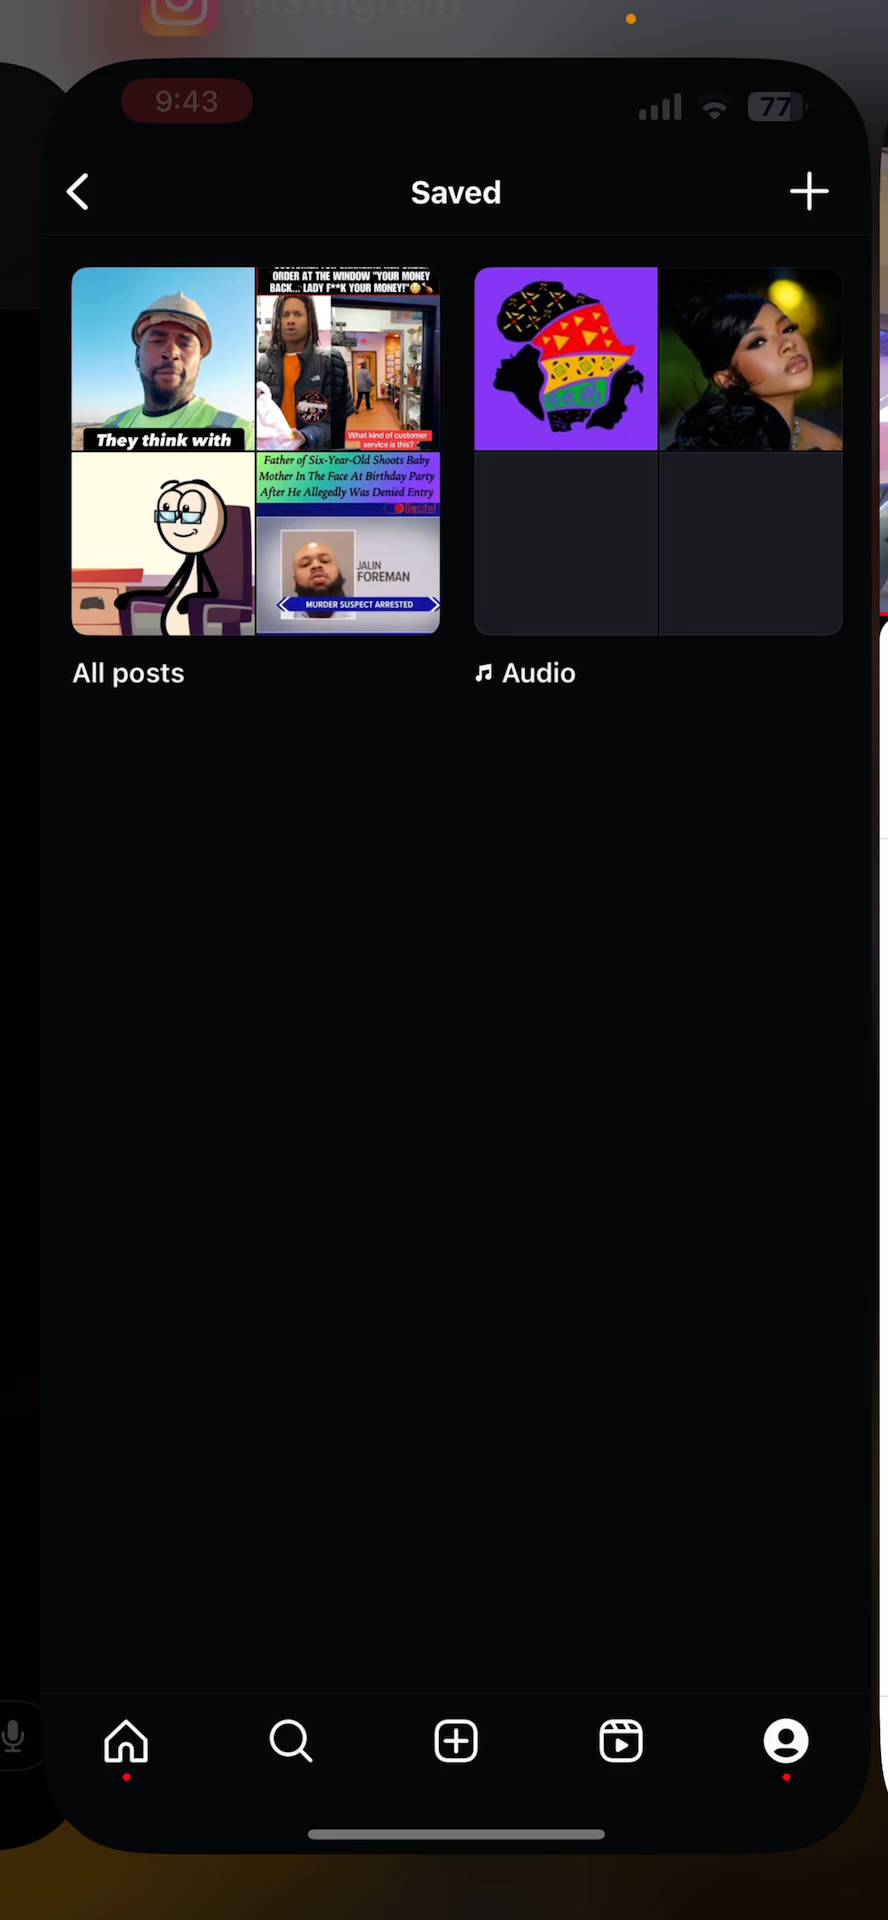 Instagram
9:43
77
Saved
ORDER AT THE WINDOW "YOUR MONEY
BACK... LADY F**K YOUR MONEY!"
What kind of customer
service is this?
They think with
Father of Six-Year-Old Shoots Baby
Mother In The Face At Birthday Party
After He Allegedly Was Denied Entry
JALIN
FOREMAN
MURDER SUSPECT ARRESTED
All posts
Audio